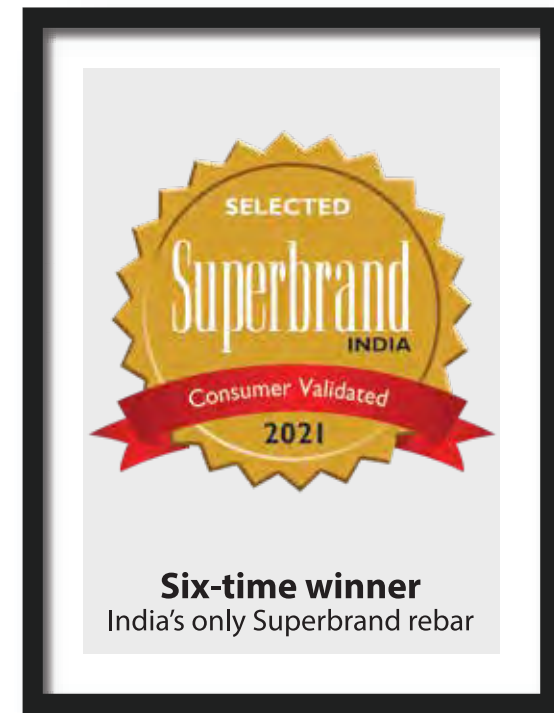 SELECTED
Superbrand
INDIA
Consumer Validated
2021
Six-time winner
India's only Superbrand rebar